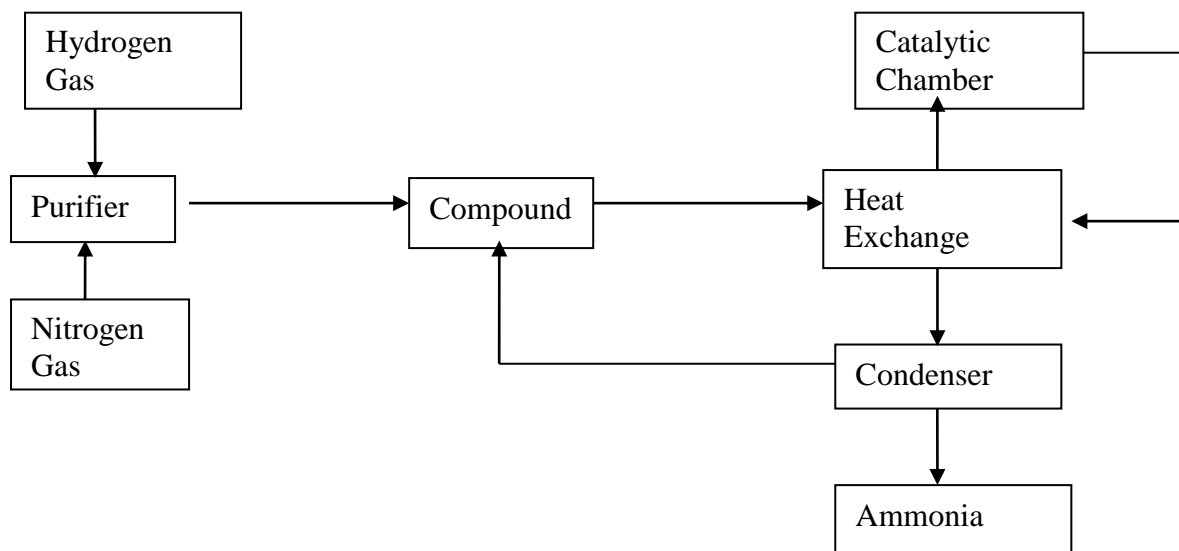 Hydrogen
Gas
Catalytic
Chamber
Purifier
Compound
Heat
Exchange
Nitrogen
Gas
Condenser
Ammonia